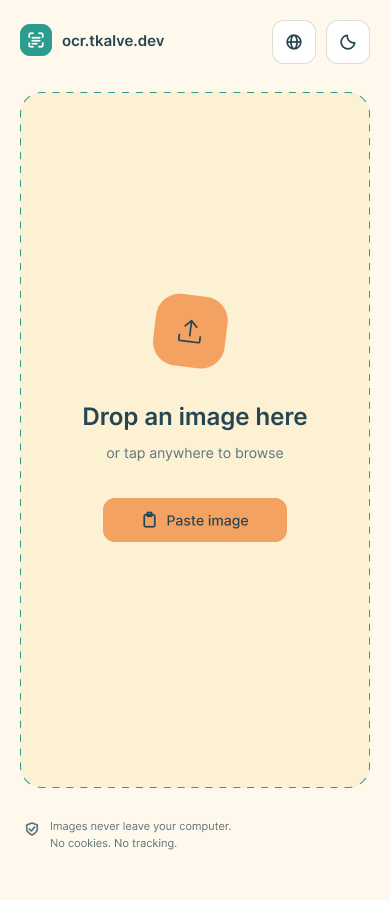 ocr.tkalve.dev
Drop an image here
or tap anywhere to browse
Paste image
Images never leave your computer.
No cookies. No tracking.